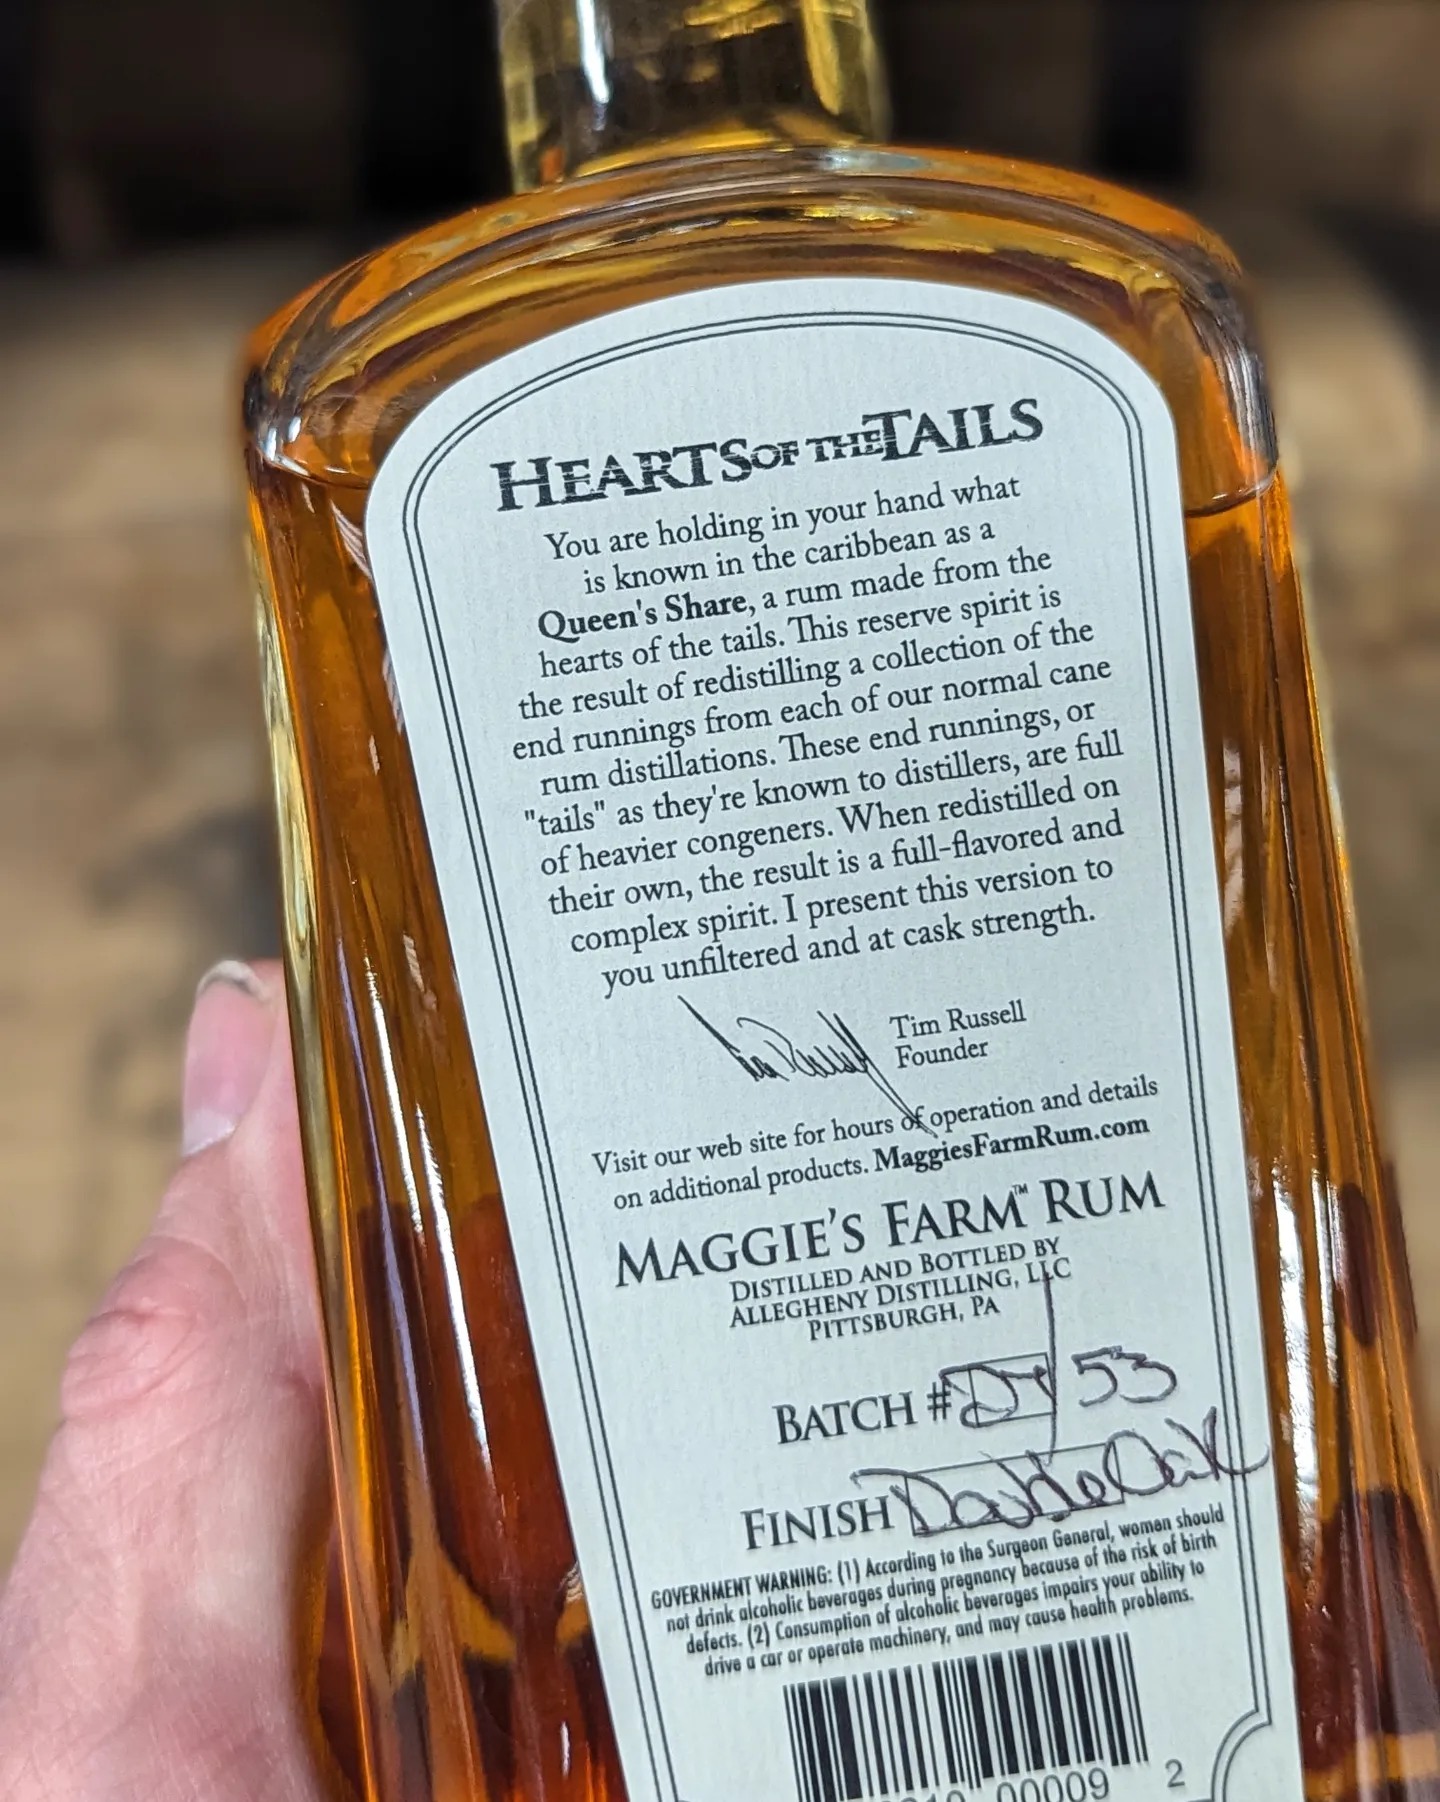 HEARTS OF THE TAILS
You are holding in your hand what
is known in the caribbean as a
Queen's Share, a rum made from the
hearts of the tails. This reserve spirit is
the result of redistilling a collection of the
end runnings from each of our normal cane
rum distillations. These end runnings, or
"tails" as they're known to distillers, are full
of heavier congeners. When redistilled on
their own, the result is a full-flavored and
complex spirit. I present this version to
you unfiltered and at cask strength.
Tim Russell
Tim Russell
Founder
Visit our web site for hours of operation and details
on additional products. MaggiesFarmRum.com
MAGGIE'S FARM™ RUM
DISTILLED AND BOTTLED BY
ALLEGHENY DISTILLING, LLC
PITTSBURGH, PA
BATCH # 53
FINISH Double Oak
GOVERNMENT WARNING: (1) According to the Surgeon General, women should
not drink alcoholic beverages during pregnancy because of the risk of birth
defects. (2) Consumption of alcoholic beverages impairs your ability to
drive a car or operate machinery, and may cause health problems.
00009 2